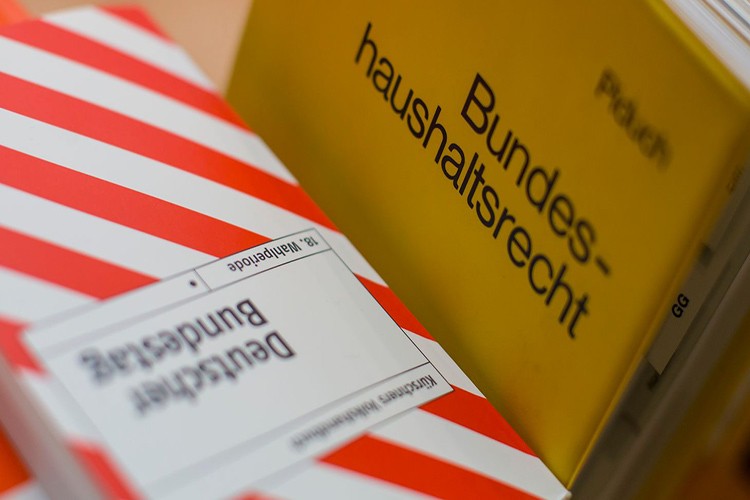 Piduch
Bundes-
haushaltsrecht
GG
Kürschners Volkshandbuch
Deutscher
Bundestag
18. Wahlperiode